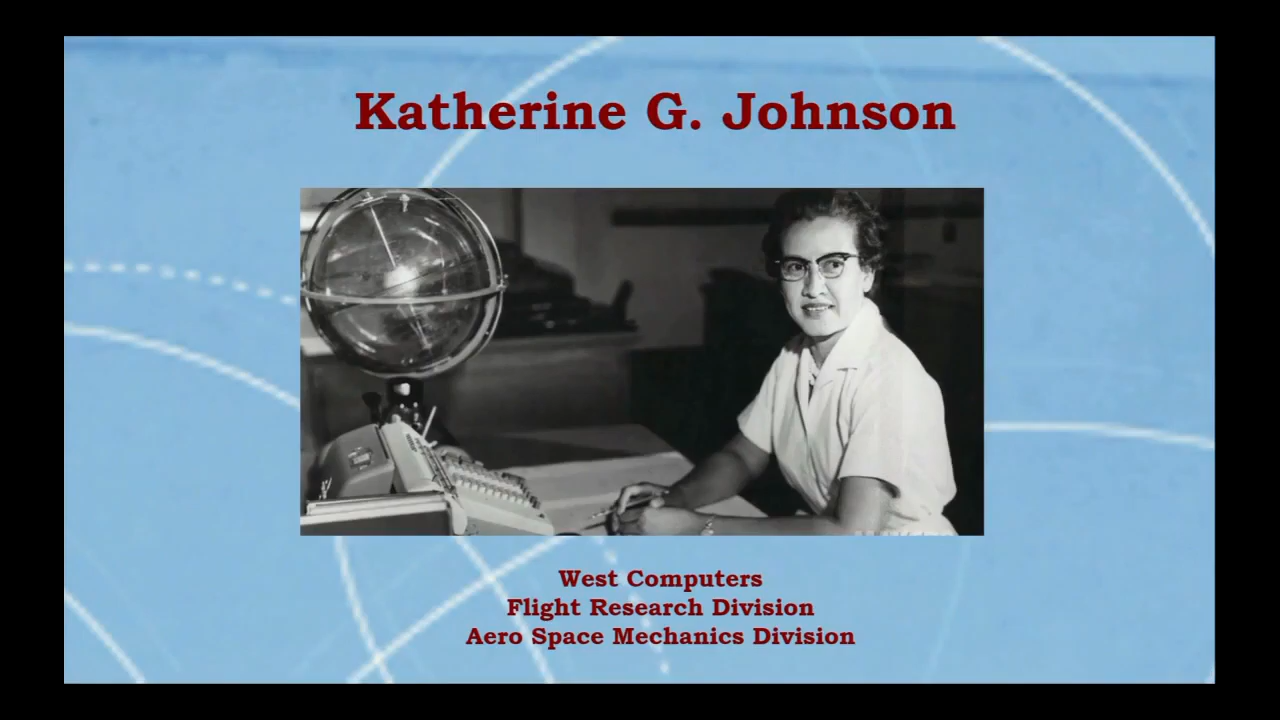 Katherine G. Johnson
West Computers
Flight Research Division
Aero Space Mechanics Division